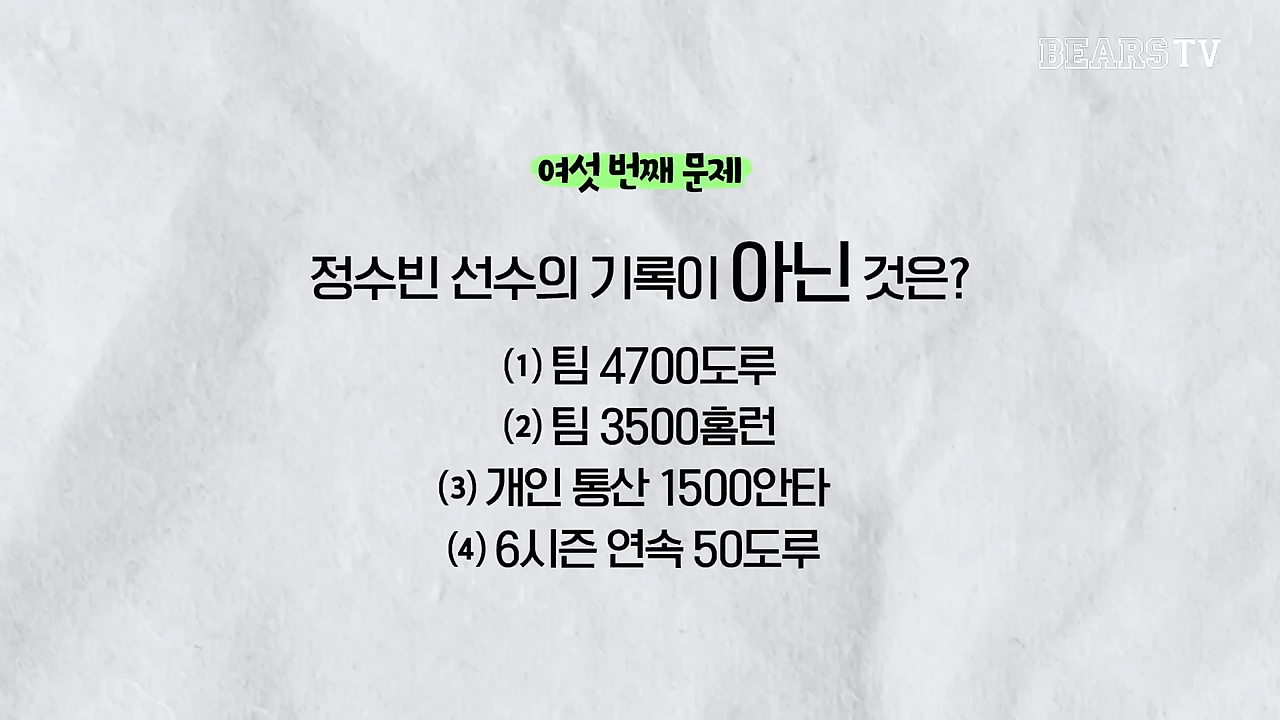 BEARS TV
여섯 번째 문제
정수빈 선수의 기록이 아닌 것은?
(1) 팀 4700도루
(2) 팀 3500홈런
(3) 개인 통산 1500안타
(4) 6시즌 연속 50도루